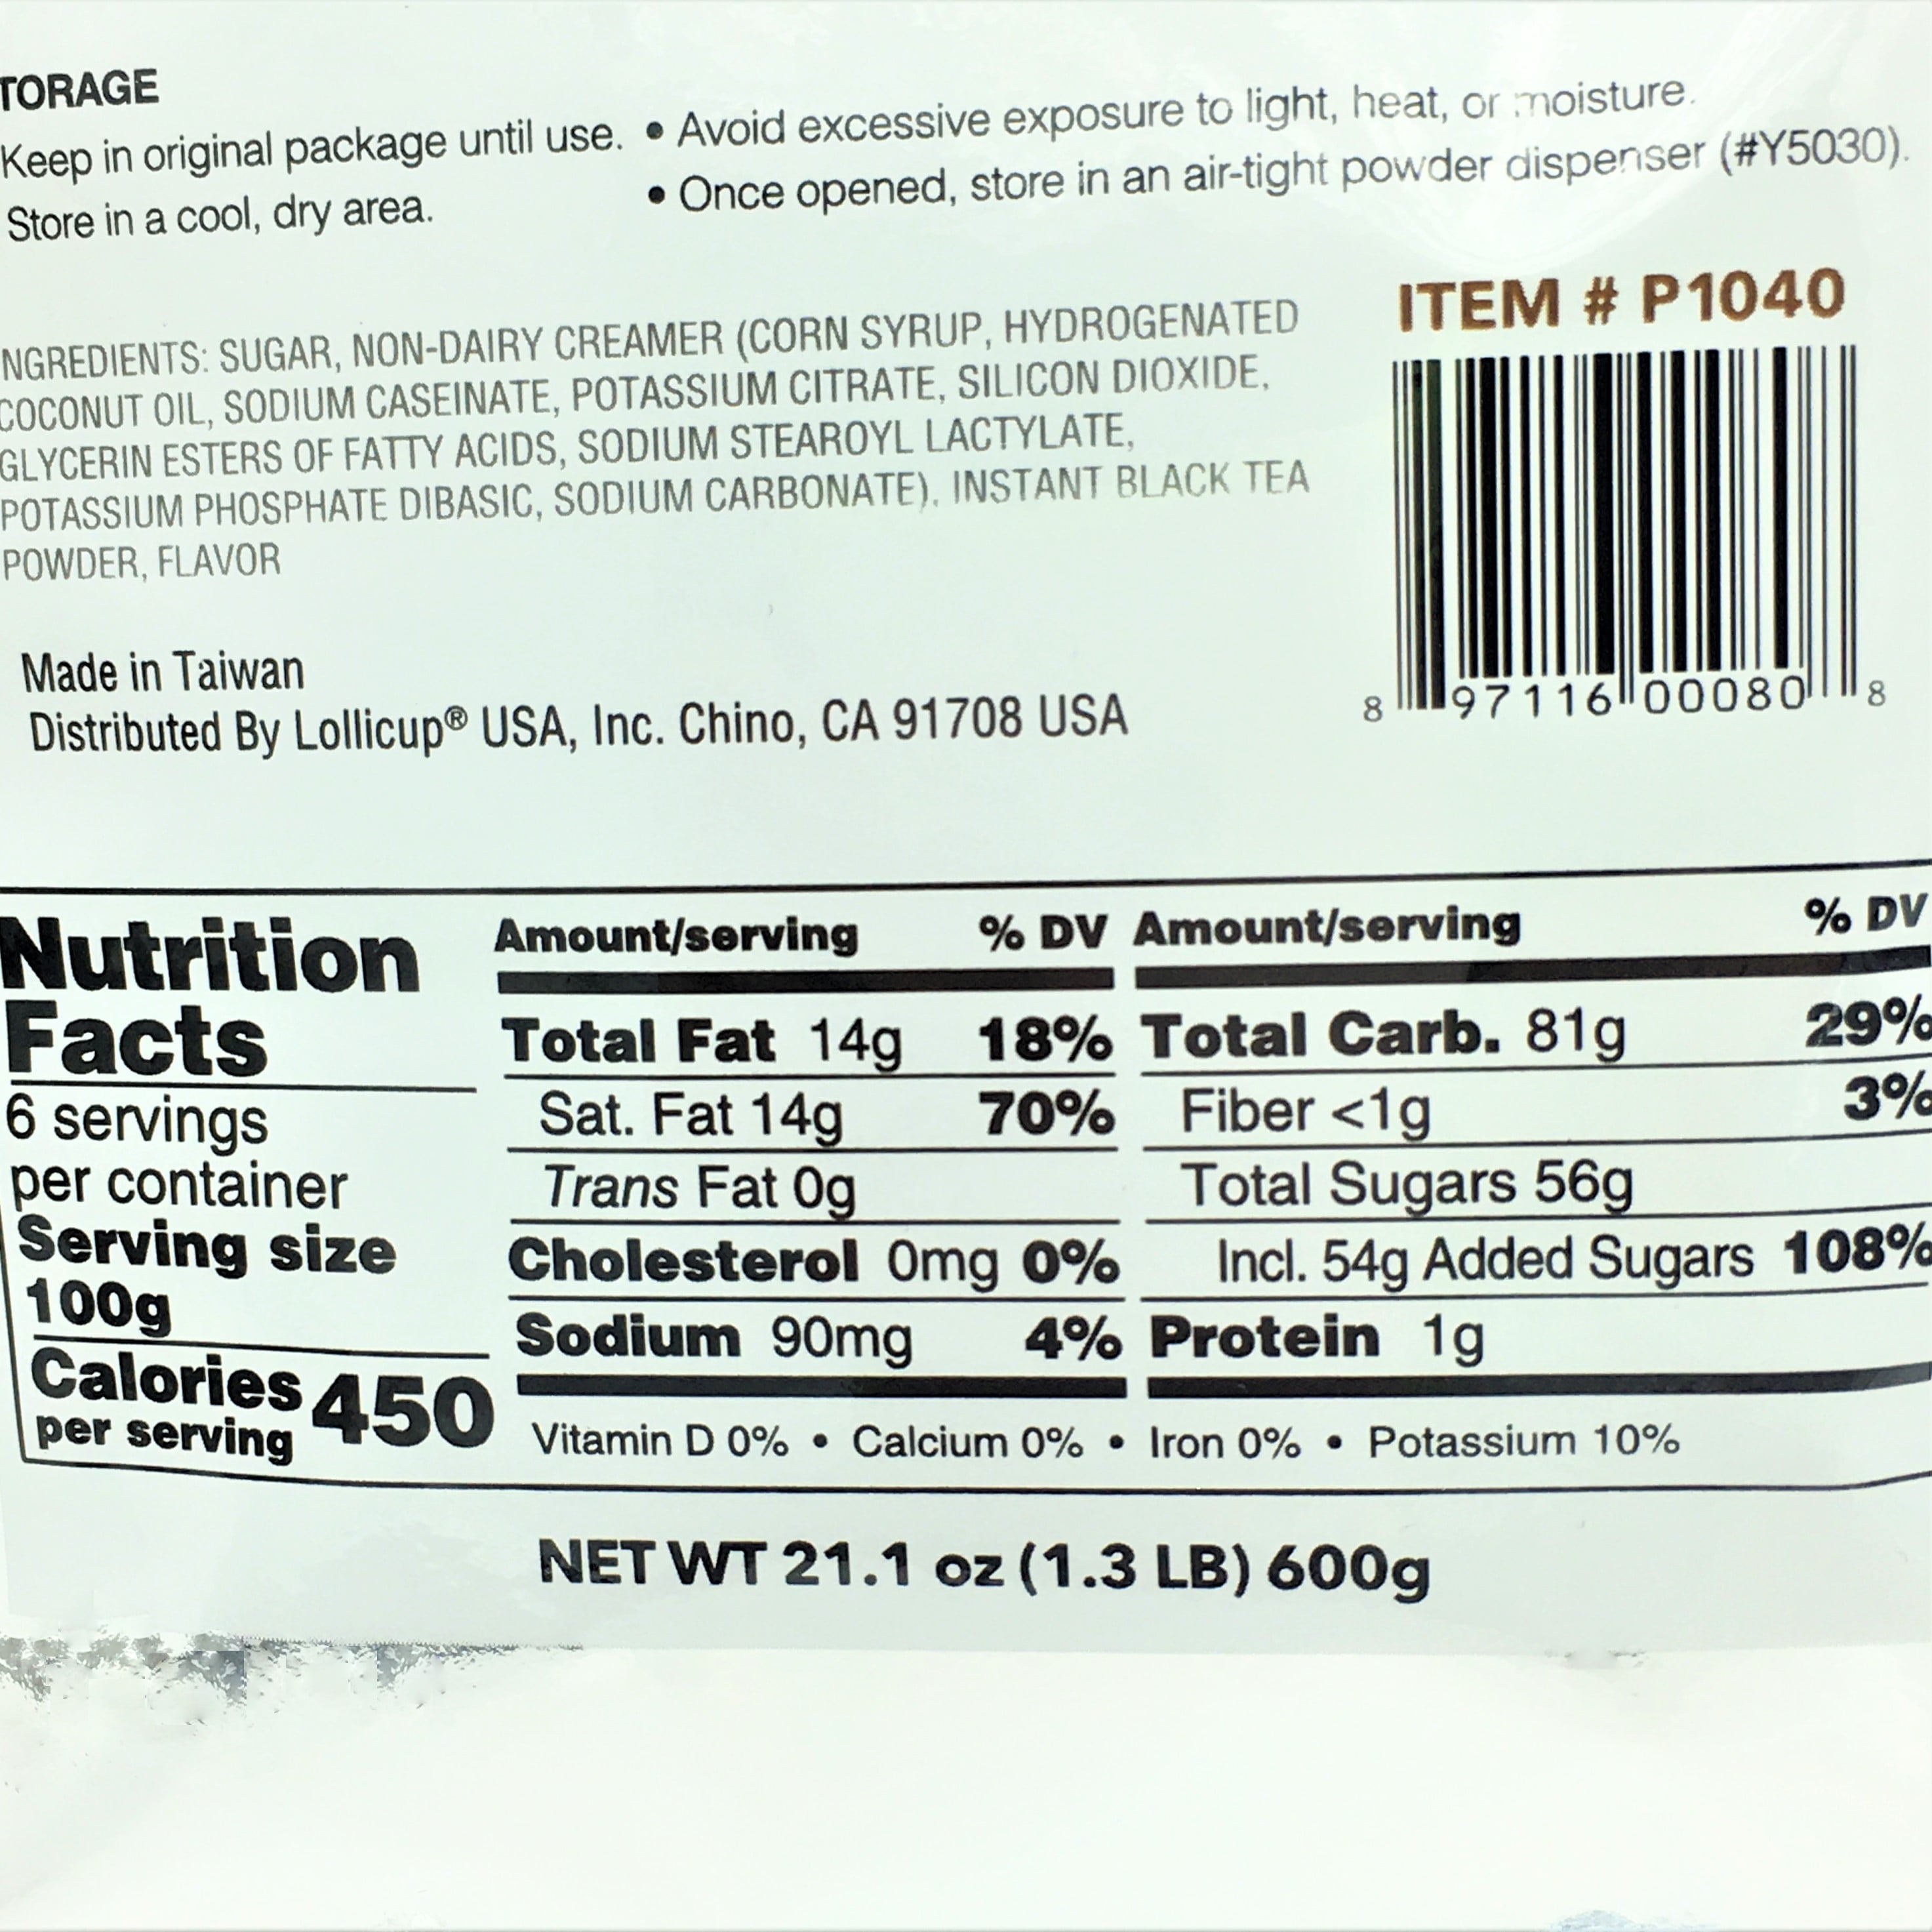 TORAGE
Keep in original package until use. • Avoid excessive exposure to light, heat, or moisture.
Store in a cool, dry area. • Once opened, store in an air-tight powder dispenser (#Y5030).
ITEM # P1040
NGREDIENTS: SUGAR, NON-DAIRY CREAMER (CORN SYRUP, HYDROGENATED
COCONUT OIL, SODIUM CASEINATE, POTASSIUM CITRATE, SILICON DIOXIDE,
GLYCERIN ESTERS OF FATTY ACIDS, SODIUM STEAROYL LACTYLATE,
POTASSIUM PHOSPHATE DIBASIC, SODIUM CARBONATE), INSTANT BLACK TEA
POWDER, FLAVOR
Made in Taiwan
Distributed By Lollicup® USA, Inc. Chino, CA 91708 USA
8 97116 00080 8
Nutrition
Facts
6 servings
per container
Serving size
100g
Calories 450
per serving
Amount/serving % DV
Total Fat 14g 18%
Sat. Fat 14g 70%
Trans Fat 0g
Cholesterol 0mg 0%
Sodium 90mg 4%
Amount/serving % DV
Total Carb. 81g 29%
Fiber <1g 3%
Total Sugars 56g
Incl. 54g Added Sugars 108%
Protein 1g
Vitamin D 0% • Calcium 0% • Iron 0% • Potassium 10%
NET WT 21.1 oz (1.3 LB) 600g